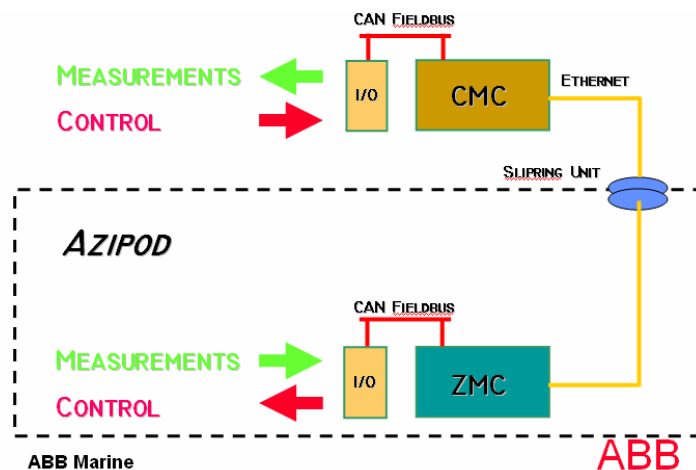 CAN FIELDBUS
MEASUREMENTS
I/O
CMC
ETHERNET
CONTROL
SLIPRING UNIT
AZIPOD
CAN FIELDBUS
MEASUREMENTS
I/O
ZMC
CONTROL
ABB Marine
ABB